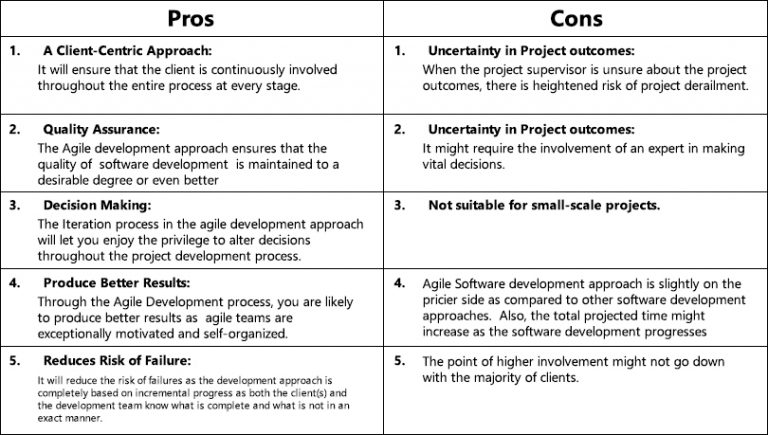 Pros
Cons
1. A Client-Centric Approach:
It will ensure that the client is continuously involved
throughout the entire process at every stage.
1. Uncertainty in Project outcomes:
When the project supervisor is unsure about the project
outcomes, there is heightened risk of project derailment.
2. Quality Assurance:
The Agile development approach ensures that the
quality of software development is maintained to a
desirable degree or even better
2. Uncertainty in Project outcomes:
It might require the involvement of an expert in making
vital decisions.
3. Decision Making:
The Iteration process in the agile development approach
will let you enjoy the privilege to alter decisions
throughout the project development process.
3. Not suitable for small-scale projects.
4. Produce Better Results:
Through the Agile Development process, you are likely
to produce better results as agile teams are
exceptionally motivated and self-organized.
4. Agile Software development approach is slightly on the
pricier side as compared to other software development
approaches. Also, the total projected time might
increase as the software development progresses
5. Reduces Risk of Failure:
It will reduce the risk of failures as the development approach is
completely based on incremental progress as both the client(s) and
the development team know what is complete and what is not in an
exact manner.
5. The point of higher involvement might not go down
with the majority of clients.